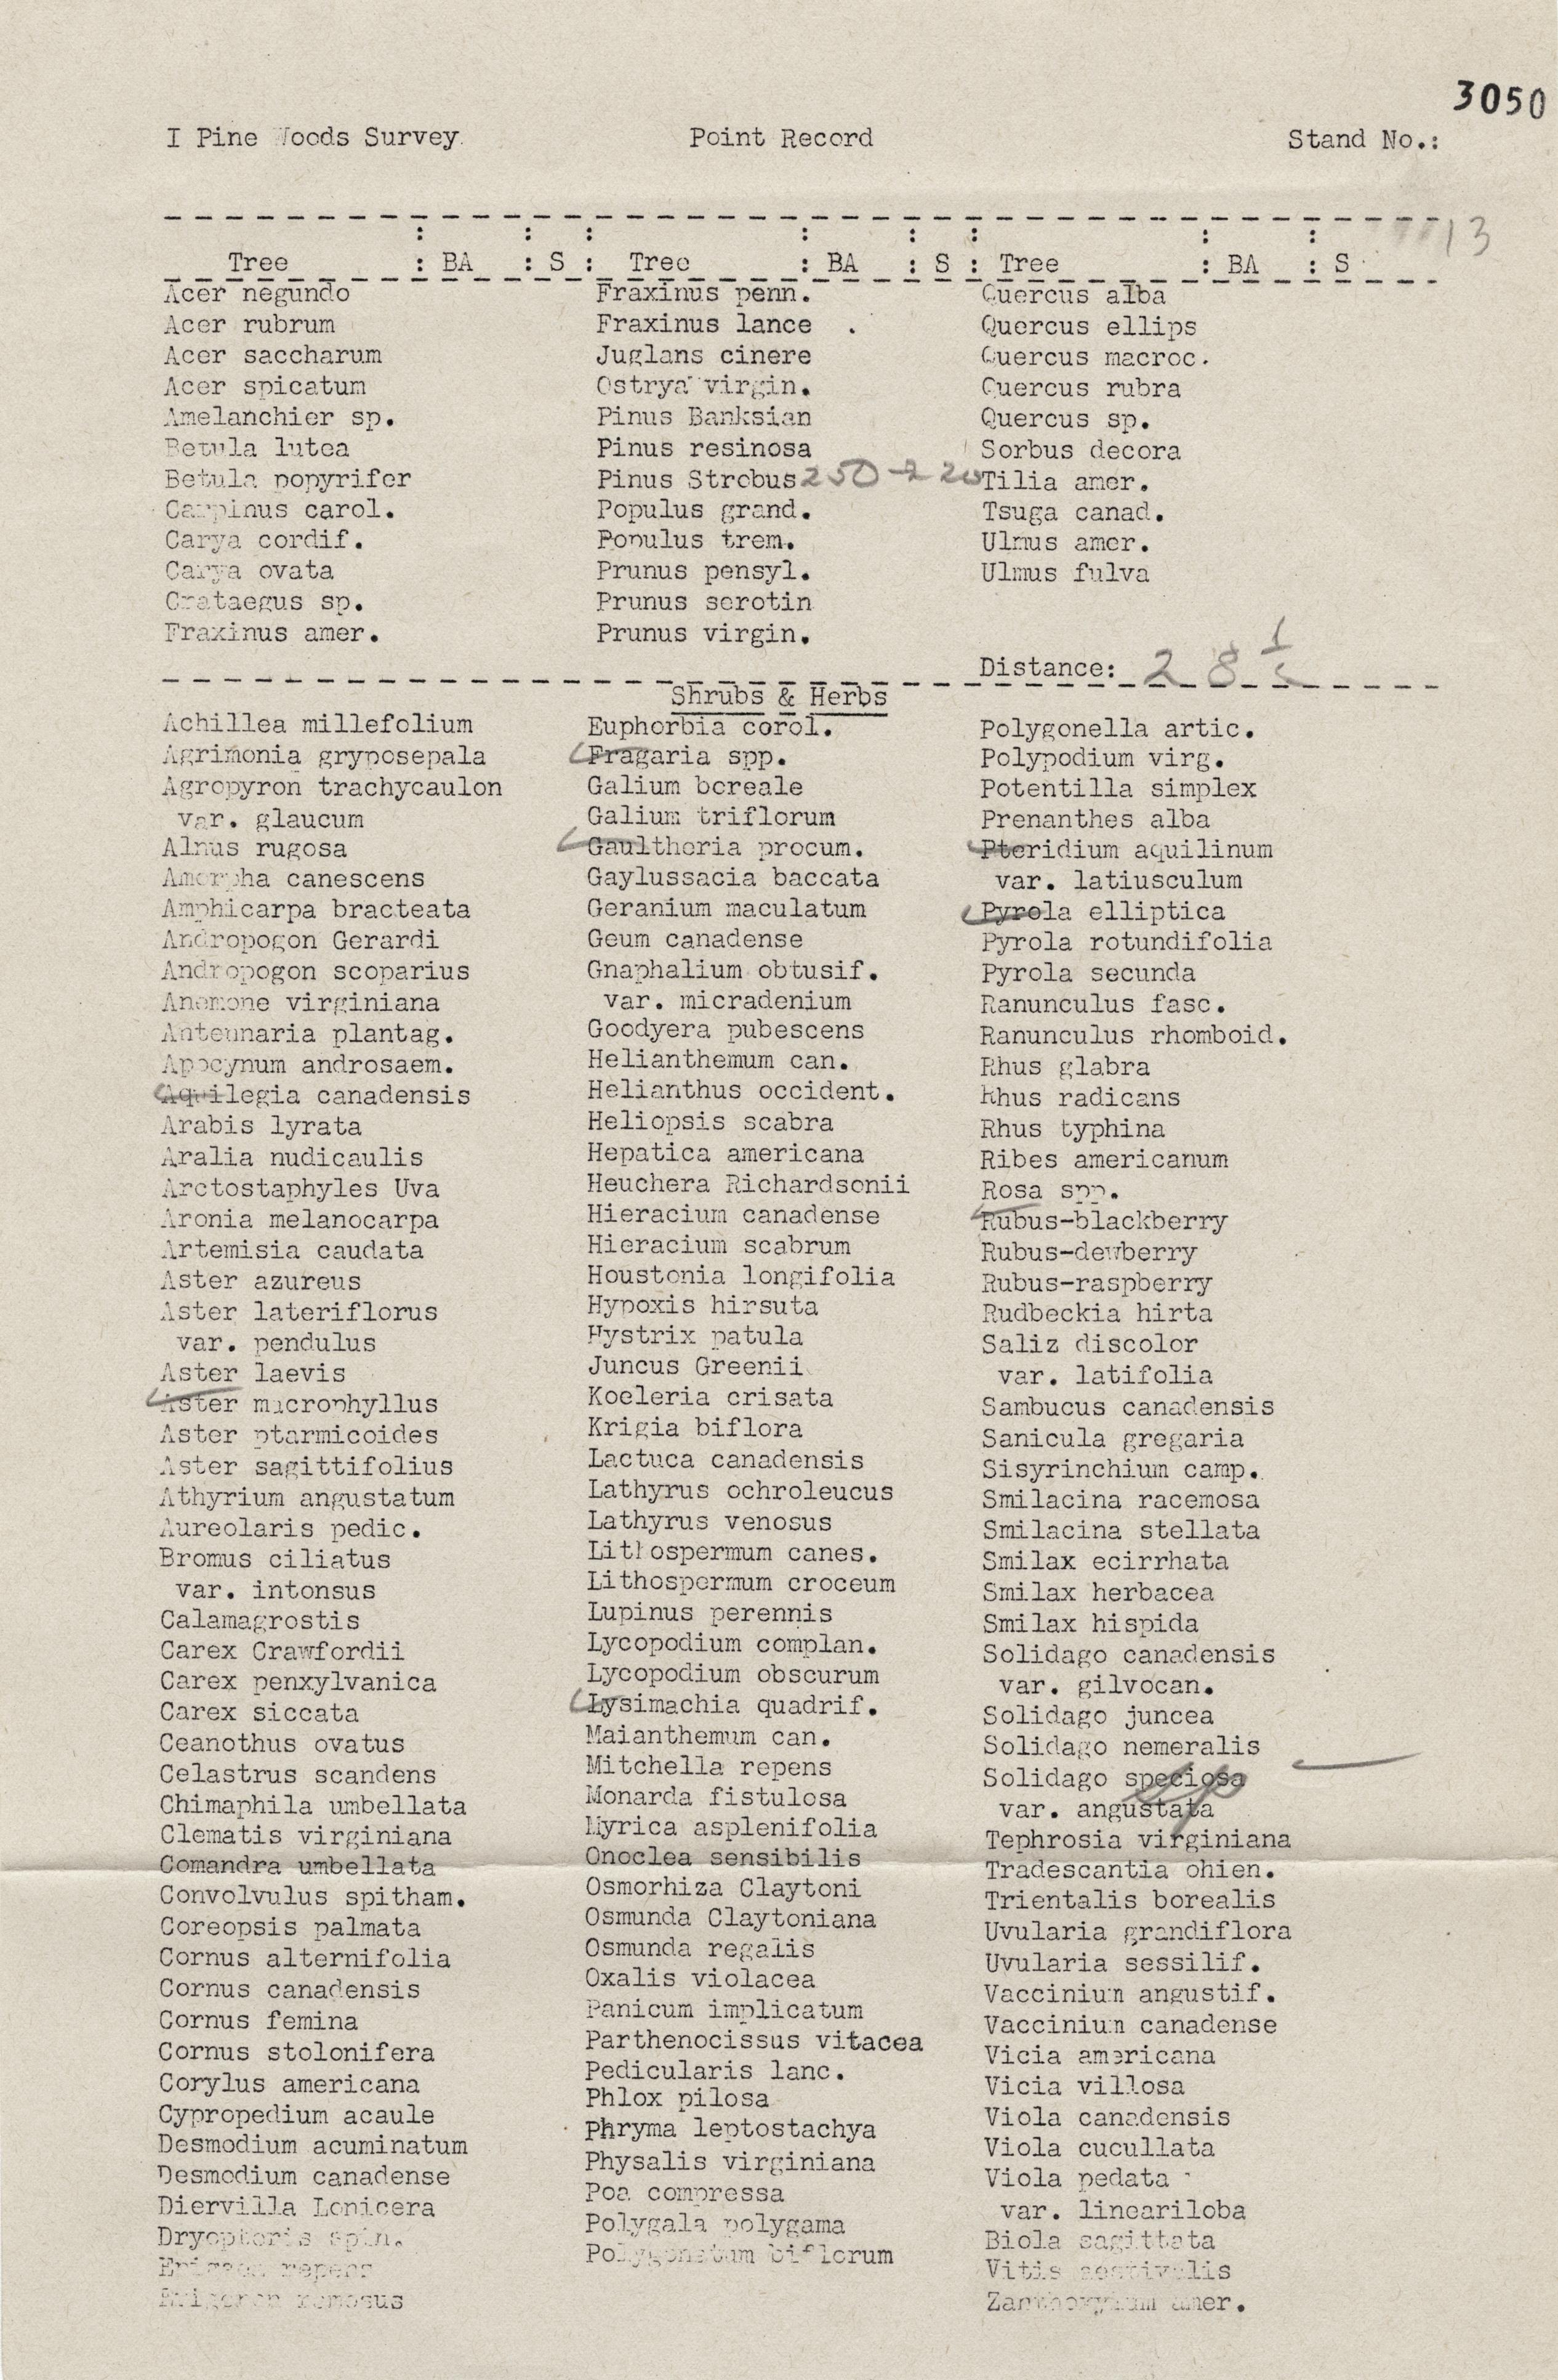 3050
I Pine Woods Survey. Point Record Stand No.:
13
Tree : BA : S : Tree : BA : S : Tree : BA : S
Acer negundo
Acer rubrum
Acer saccharum
Acer spicatum
Amelanchier sp.
Betula lutea
Betula popyrifer
Carpinus carol.
Carya cordif.
Carya ovata
Crataegus sp.
Fraxinus amer.
Fraxinus penn.
Fraxinus lance .
Juglans cinere
Ostrya virgin.
Pinus Banksian
Pinus resinosa
Pinus Strobus 250 - 220
Populus grand.
Populus trem.
Prunus pensyl.
Prunus serotin
Prunus virgin.
Quercus alba
Quercus ellips
Quercus macroc.
Quercus rubra
Quercus sp.
Sorbus decora
Tilia amer.
Tsuga canad.
Ulmus amer.
Ulmus fulva
Distance: 28 1/2
Shrubs & Herbs
Achillea millefolium
Agrimonia gryposepala
Agropyron trachycaulon
var. glaucum
Alnus rugosa
Amorpha canescens
Amphicarpa bracteata
Andropogon Gerardi
Andropogon scoparius
Anemone virginiana
Antennaria plantag.
Apocynum androsaem.
Aquilegia canadensis
Arabis lyrata
Aralia nudicaulis
Arctostaphyles Uva
Aronia melanocarpa
Artemisia caudata
Aster azureus
Aster lateriflorus
var. pendulus
Aster laevis
Aster macrophyllus
Aster ptarmicoides
Aster sagittifolius
Athyrium angustatum
Aureolaris pedic.
Bromus ciliatus
var. intonsus
Calamagrostis
Carex Crawfordii
Carex penxylvanica
Carex siccata
Ceanothus ovatus
Celastrus scandens
Chimaphila umbellata
Clematis virginiana
Comandra umbellata
Convolvulus spitham.
Coreopsis palmata
Cornus alternifolia
Cornus canadensis
Cornus femina
Cornus stolonifera
Corylus americana
Cypropedium acaule
Desmodium acuminatum
Desmodium canadense
Diervilla Lonicera
Dryopteris spin.
Epigaea repens
Erigeron ramosus
Euphorbia corol.
Fragaria spp.
Galium boreale
Galium triflorum
Gaultheria procum.
Gaylussacia baccata
Geranium maculatum
Geum canadense
Gnaphalium obtusif.
var. micradenium
Goodyera pubescens
Helianthemum can.
Helianthus occident.
Heliopsis scabra
Hepatica americana
Heuchera Richardsonii
Hieracium canadense
Hieracium scabrum
Houstonia longifolia
Hypoxis hirsuta
Hystrix patula
Juncus Greenii
Koeleria crisata
Krigia biflora
Lactuca canadensis
Lathyrus ochroleucus
Lathyrus venosus
Lithospermum canes.
Lithospermum croceum
Lupinus perennis
Lycopodium complan.
Lycopodium obscurum
Lysimachia quadrif.
Maianthemum can.
Mitchella repens
Monarda fistulosa
Myrica asplenifolia
Onoclea sensibilis
Osmorhiza Claytoni
Osmunda Claytoniana
Osmunda regalis
Oxalis violacea
Panicum implicatum
Parthenocissus vitacea
Pedicularis lanc.
Phlox pilosa
Phryma leptostachya
Physalis virginiana
Poa compressa
Polygala polygama
Polygonatum biflorum
Polygonella artic.
Polypodium virg.
Potentilla simplex
Prenanthes alba
Pteridium aquilinum
var. latiusculum
Pyrola elliptica
Pyrola rotundifolia
Pyrola secunda
Ranunculus fasc.
Ranunculus rhomboid.
Rhus glabra
Rhus radicans
Rhus typhina
Ribes americanum
Rosa spp.
Rubus-blackberry
Rubus-dewberry
Rubus-raspberry
Rudbeckia hirta
Saliz discolor
var. latifolia
Sambucus canadensis
Sanicula gregaria
Sisyrinchium camp.
Smilacina racemosa
Smilacina stellata
Smilax ecirrhata
Smilax herbacea
Smilax hispida
Solidago canadensis
var. gilvocan.
Solidago juncea
Solidago nemeralis
Solidago speciosa sp
var. angustata
Tephrosia virginiana
Tradescantia ohien.
Trientalis borealis
Uvularia grandiflora
Uvularia sessilif.
Vaccinium angustif.
Vaccinium canadense
Vicia americana
Vicia villosa
Viola canadensis
Viola cucullata
Viola pedata
var. lineariloba
Biola sagittata
Vitis aestivalis
Zanthoxylum amer.